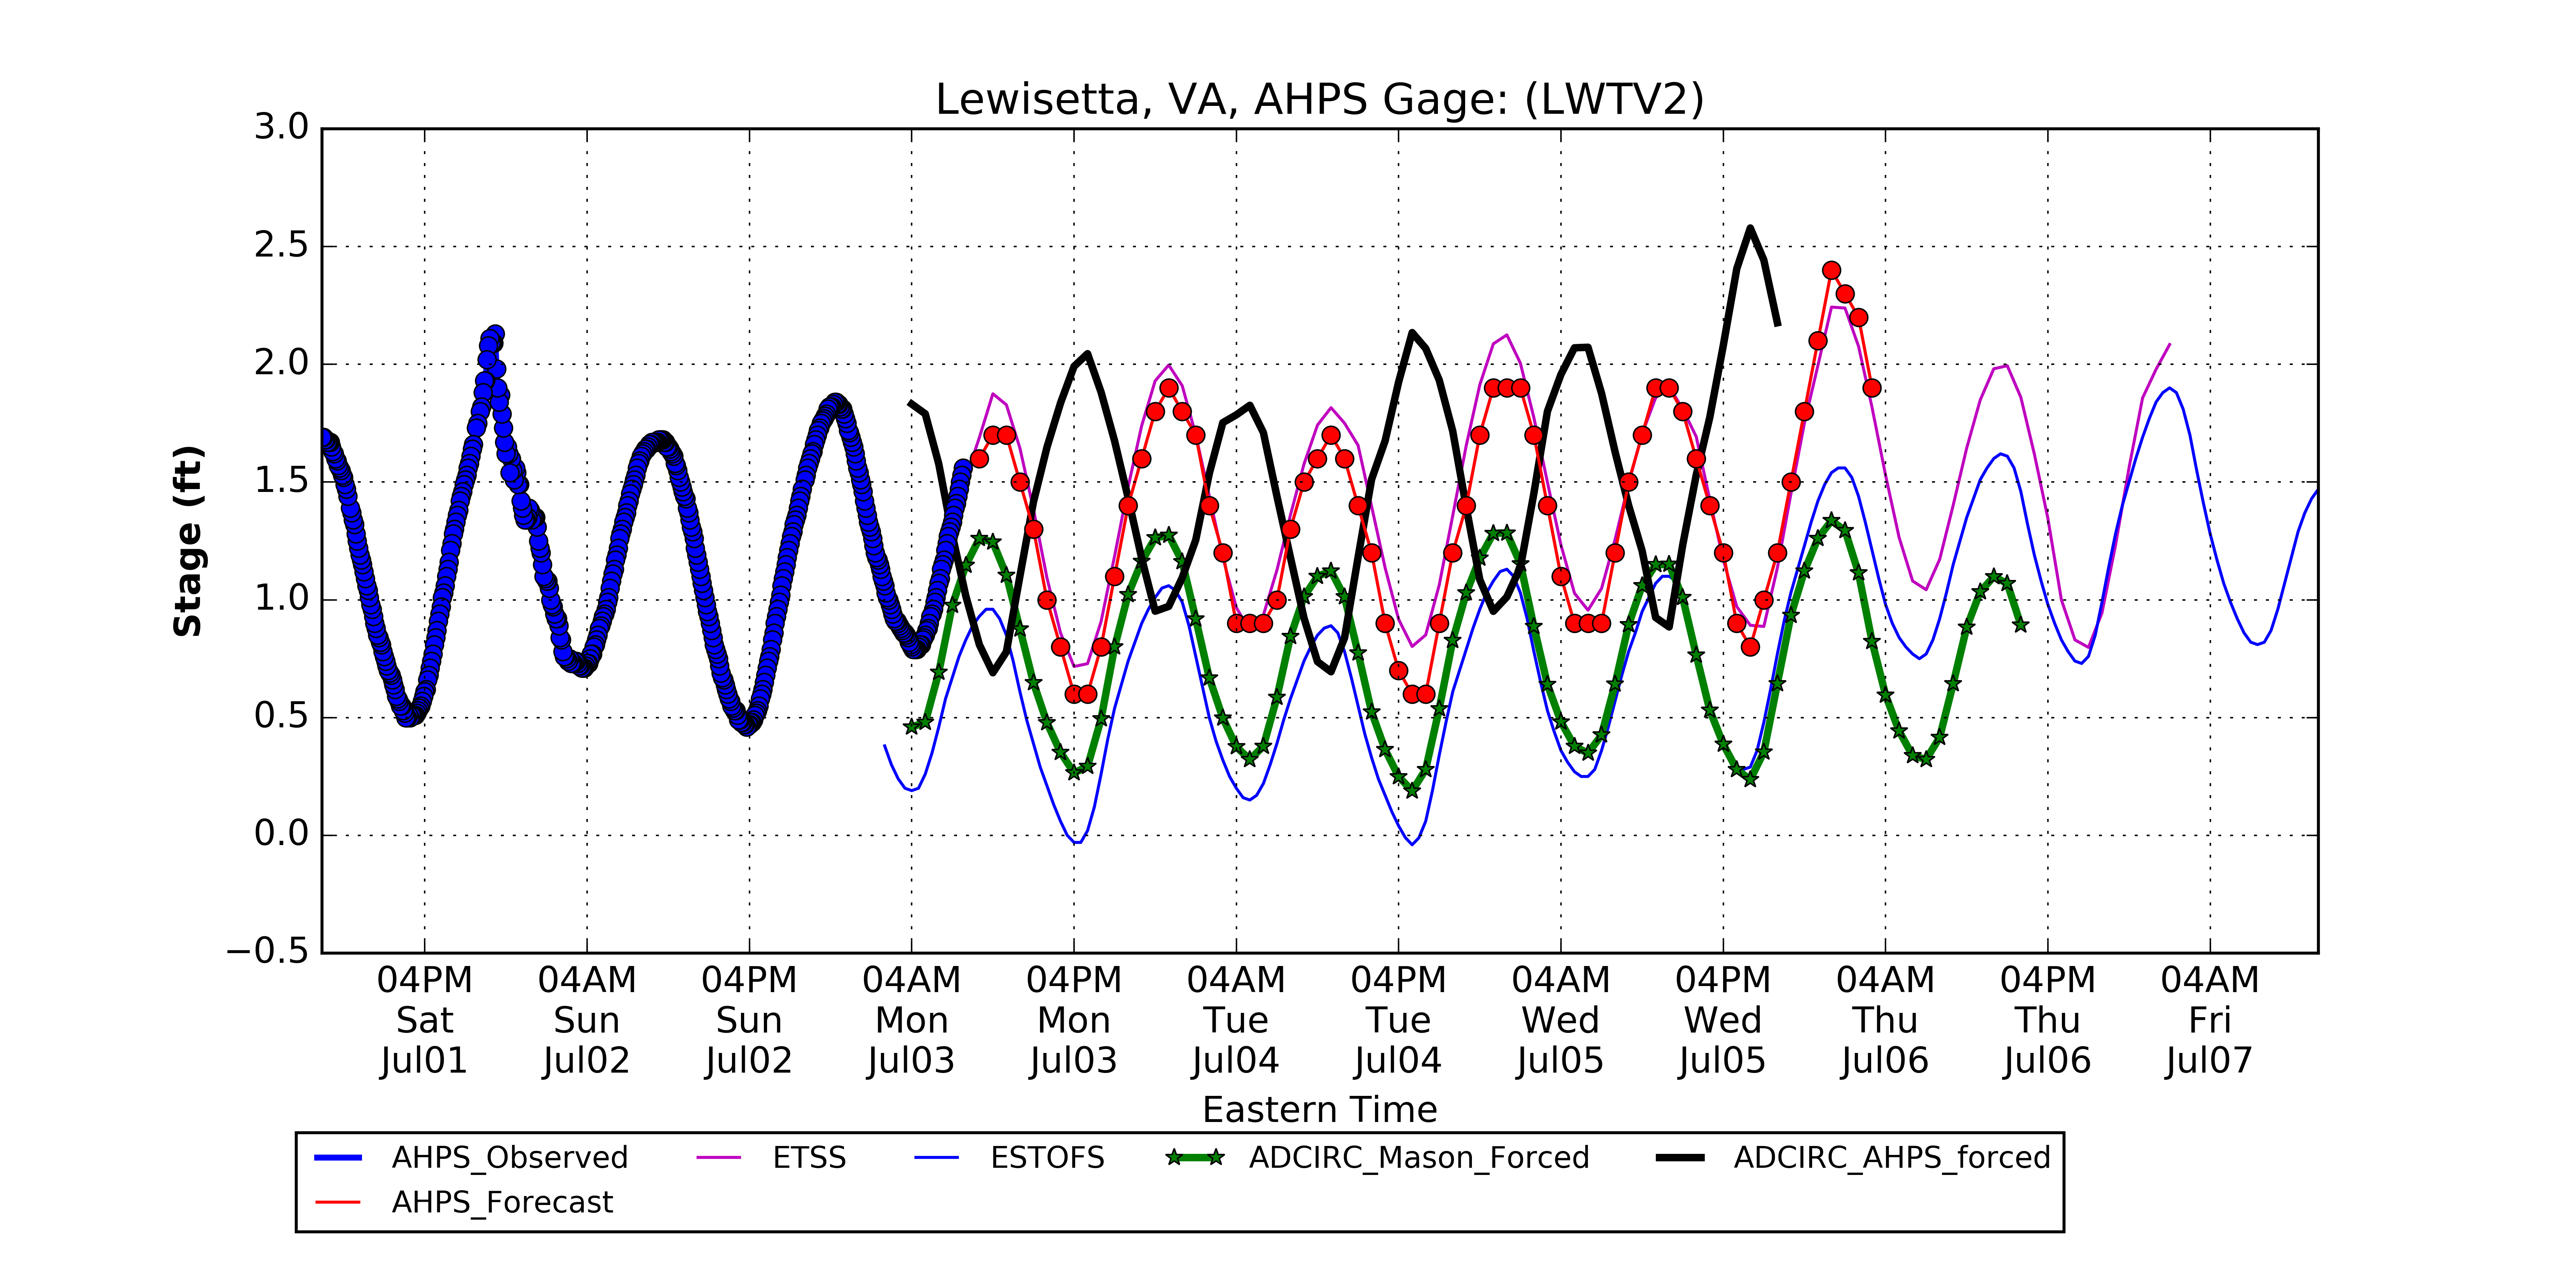 Lewisetta, VA, AHPS Gage: (LWTV2)
3.0
2.5
2.0
1.5
1.0
0.5
0.0
−0.5
Stage (ft)
04PM 04AM 04PM 04AM 04PM 04AM 04PM 04AM 04PM 04AM 04PM 04AM
Sat Sun Sun Mon Mon Tue Tue Wed Wed Thu Thu Fri
Jul01 Jul02 Jul02 Jul03 Jul03 Jul04 Jul04 Jul05 Jul05 Jul06 Jul06 Jul07
Eastern Time
AHPS_Observed ETSS ESTOFS ADCIRC_Mason_Forced ADCIRC_AHPS_forced
AHPS_Forecast